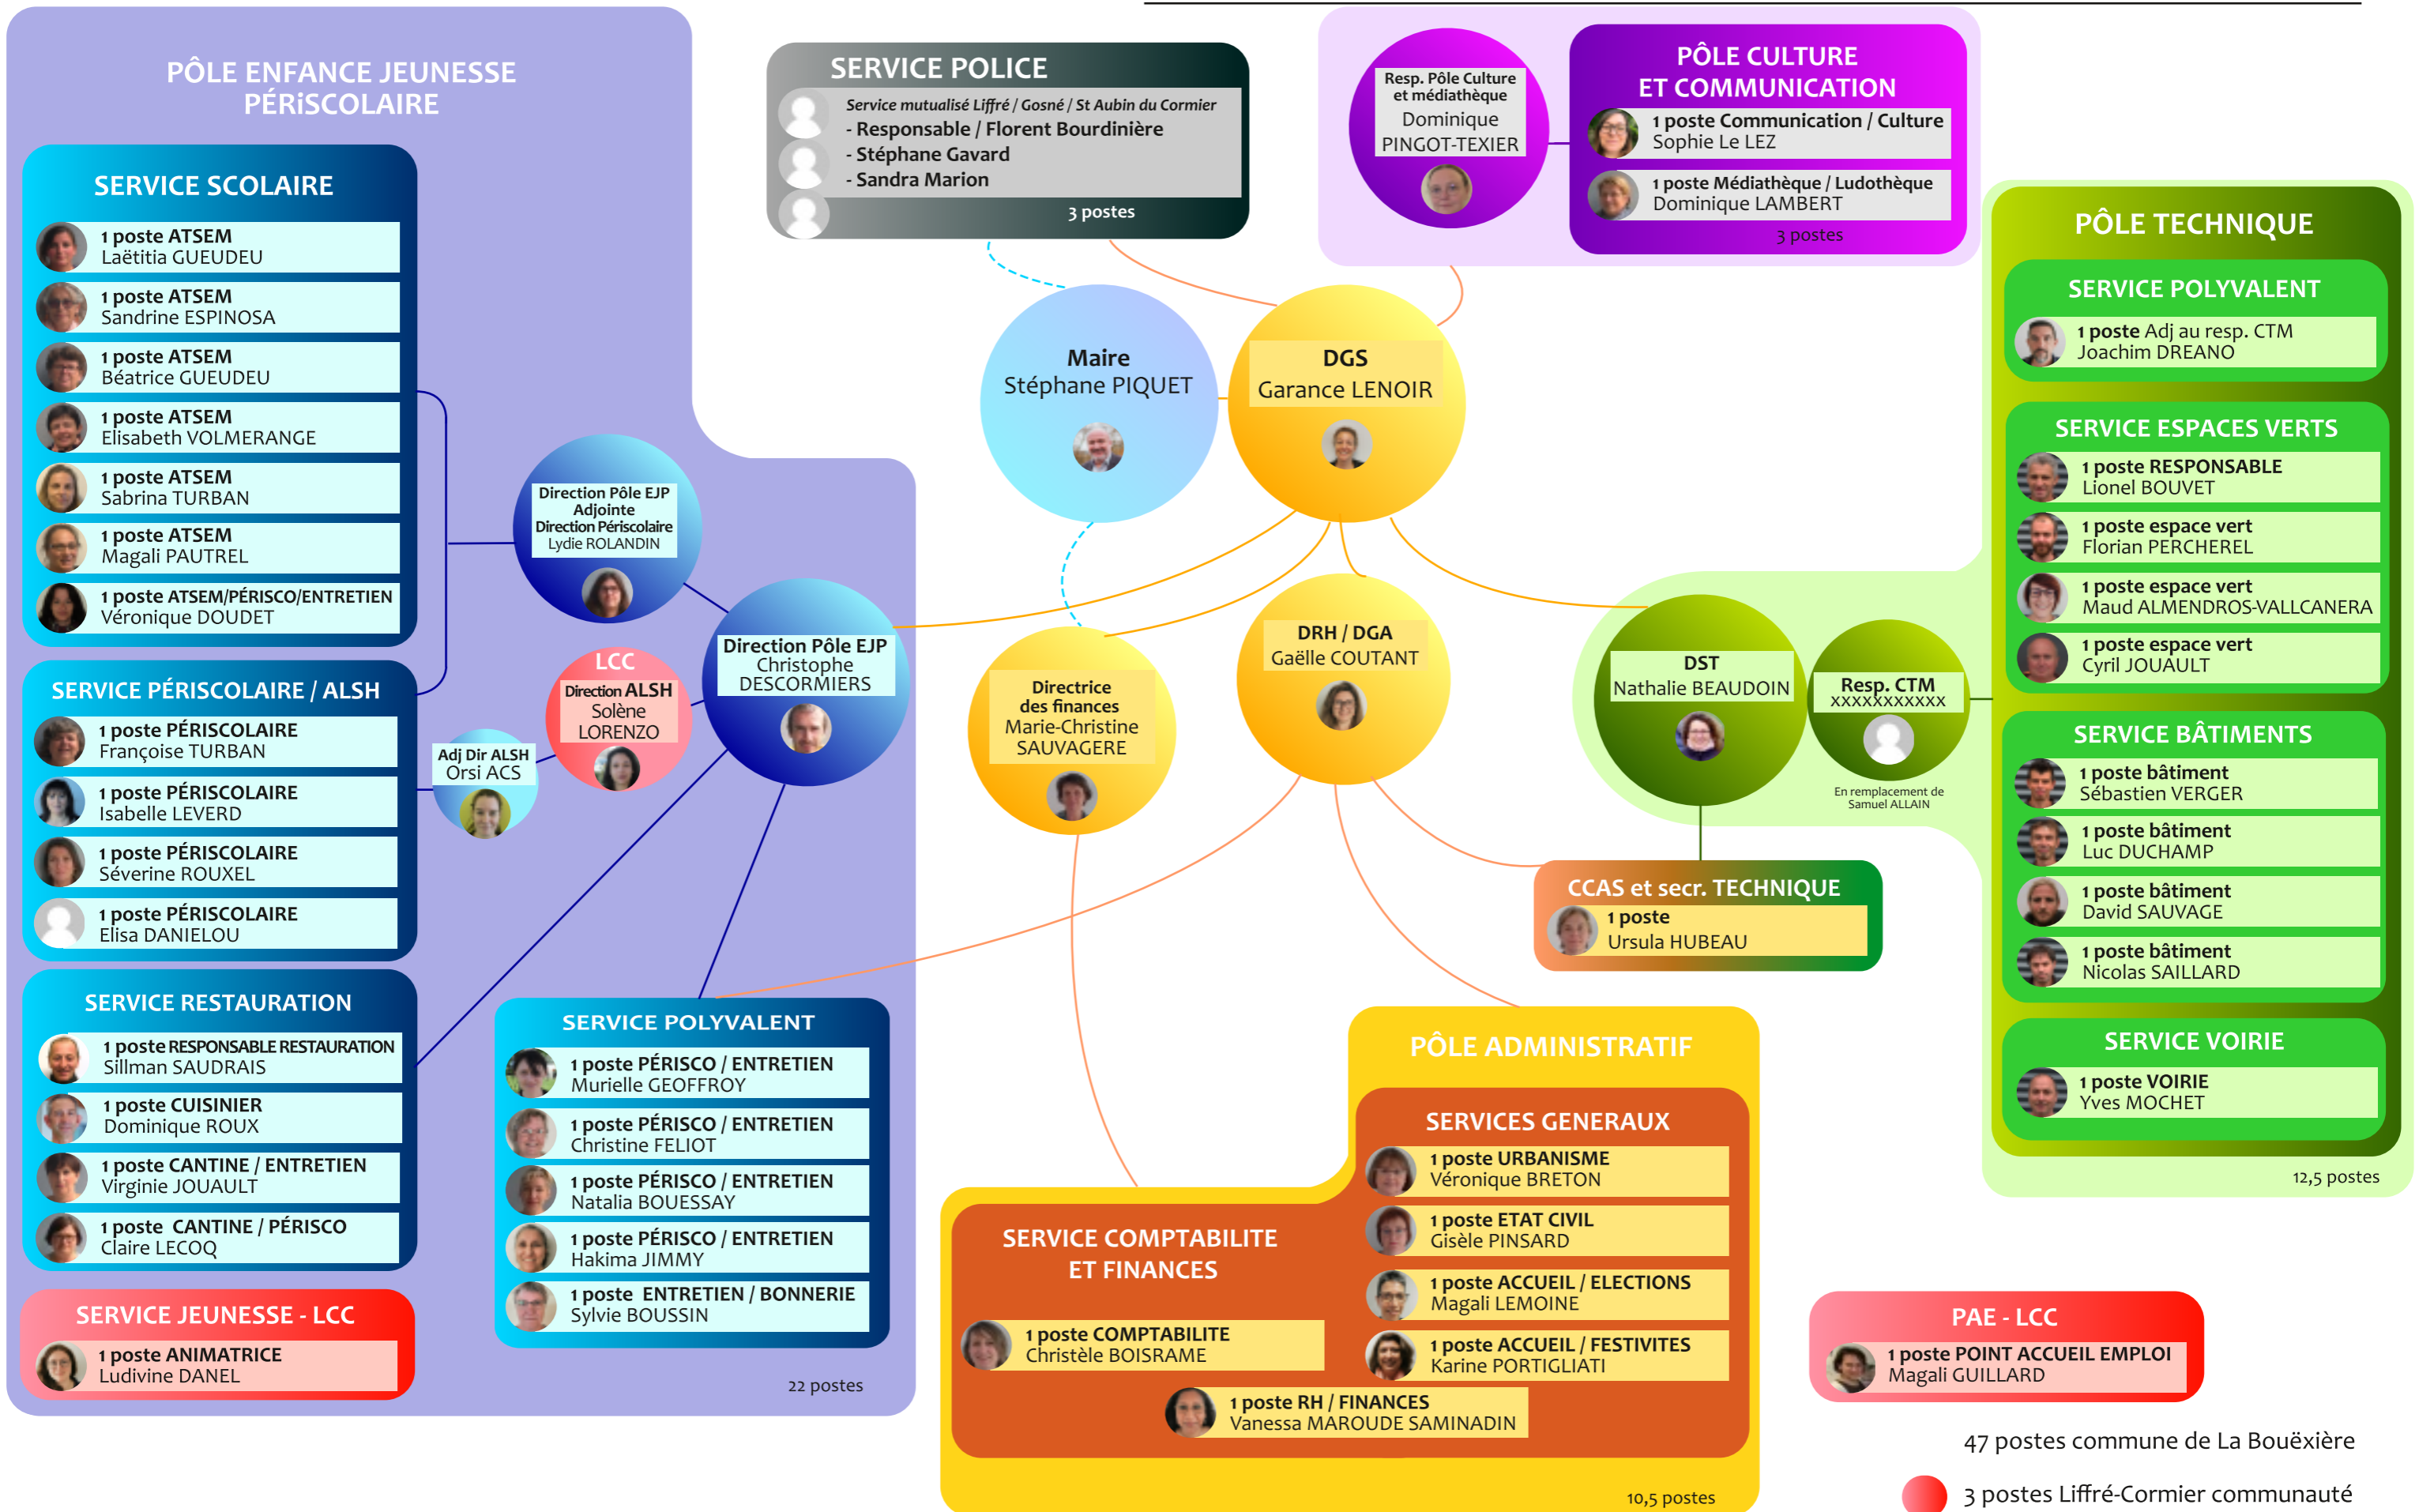 PÔLE ENFANCE JEUNESSE
PÉRiSCOLAIRE
SERVICE SCOLAIRE
1 poste ATSEM
Laëtitia GUEUDEU
1 poste ATSEM
Sandrine ESPINOSA
1 poste ATSEM
Béatrice GUEUDEU
1 poste ATSEM
Elisabeth VOLMERANGE
1 poste ATSEM
Sabrina TURBAN
1 poste ATSEM
Magali PAUTREL
1 poste ATSEM/PÉRISCO/ENTRETIEN
Véronique DOUDET
SERVICE PÉRISCOLAIRE / ALSH
1 poste PÉRISCOLAIRE
Françoise TURBAN
1 poste PÉRISCOLAIRE
Isabelle LEVERD
1 poste PÉRISCOLAIRE
Séverine ROUXEL
1 poste PÉRISCOLAIRE
Elisa DANIELOU
SERVICE RESTAURATION
1 poste RESPONSABLE RESTAURATION
Sillman SAUDRAIS
1 poste CUISINIER
Dominique ROUX
1 poste CANTINE / ENTRETIEN
Virginie JOUAULT
1 poste CANTINE / PÉRISCO
Claire LECOQ
SERVICE JEUNESSE - LCC
1 poste ANIMATRICE
Ludivine DANEL
Direction Pôle EJP
Adjointe
Direction Périscolaire
Lydie ROLANDIN
Direction Pôle EJP
Christophe
DESCORMIERS
LCC
Direction ALSH
Solène
LORENZO
Adj Dir ALSH
Orsi ACS
SERVICE POLYVALENT
1 poste PÉRISCO / ENTRETIEN
Murielle GEOFFROY
1 poste PÉRISCO / ENTRETIEN
Christine FELIOT
1 poste PÉRISCO / ENTRETIEN
Natalia BOUESSAY
1 poste PÉRISCO / ENTRETIEN
Hakima JIMMY
1 poste ENTRETIEN / BONNERIE
Sylvie BOUSSIN
22 postes
SERVICE POLICE
Service mutualisé Liffré / Gosné / St Aubin du Cormier
- Responsable / Florent Bourdinière
- Stéphane Gavard
- Sandra Marion
3 postes
Resp. Pôle Culture
et médiathèque
Dominique
PINGOT-TEXIER
PÔLE CULTURE
ET COMMUNICATION
1 poste Communication / Culture
Sophie Le LEZ
1 poste Médiathèque / Ludothèque
Dominique LAMBERT
3 postes
Maire
Stéphane PIQUET
DGS
Garance LENOIR
Directrice
des finances
Marie-Christine
SAUVAGERE
DRH / DGA
Gaëlle COUTANT
DST
Nathalie BEAUDOIN
Resp. CTM
xxxxxxxxxxx
En remplacement de
Samuel ALLAIN
CCAS et secr. TECHNIQUE
1 poste
Ursula HUBEAU
PÔLE TECHNIQUE
SERVICE POLYVALENT
1 poste Adj au resp. CTM
Joachim DREANO
SERVICE ESPACES VERTS
1 poste RESPONSABLE
Lionel BOUVET
1 poste espace vert
Florian PERCHEREL
1 poste espace vert
Maud ALMENDROS-VALLCANERA
1 poste espace vert
Cyril JOUAULT
SERVICE BÂTIMENTS
1 poste bâtiment
Sébastien VERGER
1 poste bâtiment
Luc DUCHAMP
1 poste bâtiment
David SAUVAGE
1 poste bâtiment
Nicolas SAILLARD
SERVICE VOIRIE
1 poste VOIRIE
Yves MOCHET
12,5 postes
PÔLE ADMINISTRATIF
SERVICES GENERAUX
1 poste URBANISME
Véronique BRETON
1 poste ETAT CIVIL
Gisèle PINSARD
1 poste ACCUEIL / ELECTIONS
Magali LEMOINE
1 poste ACCUEIL / FESTIVITES
Karine PORTIGLIATI
SERVICE COMPTABILITE
ET FINANCES
1 poste COMPTABILITE
Christèle BOISRAME
1 poste RH / FINANCES
Vanessa MAROUDE SAMINADIN
10,5 postes
PAE - LCC
1 poste POINT ACCUEIL EMPLOI
Magali GUILLARD
47 postes commune de La Bouëxière
3 postes Liffré-Cormier communauté